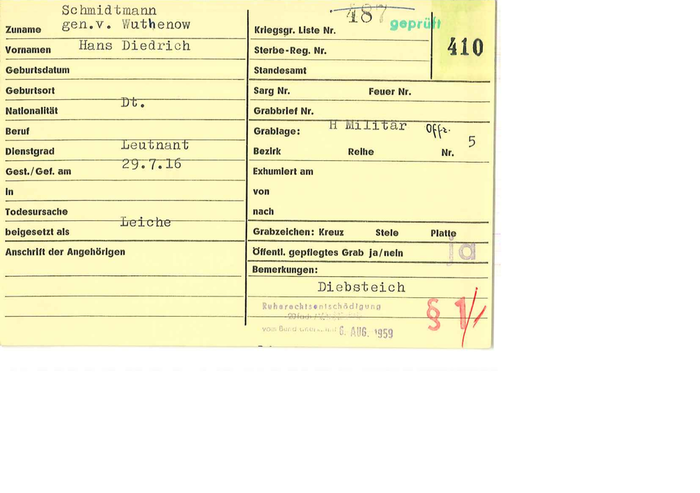 Schmidtmann
Zuname gen.v. Wuthenow
Vornamen Hans Diedrich
Geburtsdatum
Geburtsort
Nationalität Dt.
Beruf
Dienstgrad Leutnant
Gest./Gef. am 29.7.16
In
Todesursache
beigesetzt als Leiche
Anschrift der Angehörigen
Kriegsgr. Liste Nr. 487 geprüft
410
Sterbe-Reg. Nr.
Standesamt
Sarg Nr. Feuer Nr.
Grabbrief Nr.
Grablage: H Militär Offz.
Bezirk Reihe Nr. 5
Exhumiert am
von
nach
Grabzeichen: Kreuz Stele Platte
Öffentl. gepflegtes Grab ja/nein ja
Bemerkungen:
Diebsteich
Ruherechtsentschädigung
6. AUG. 1959
§ 1